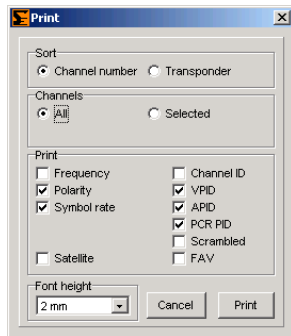 Print
Sort
Channel number Transponder
Channels
All Selected
Print
Frequency Channel ID
Polarity VPID
Symbol rate APID
PCR PID
Scrambled
Satellite FAV
Font height
2 mm Cancel Print